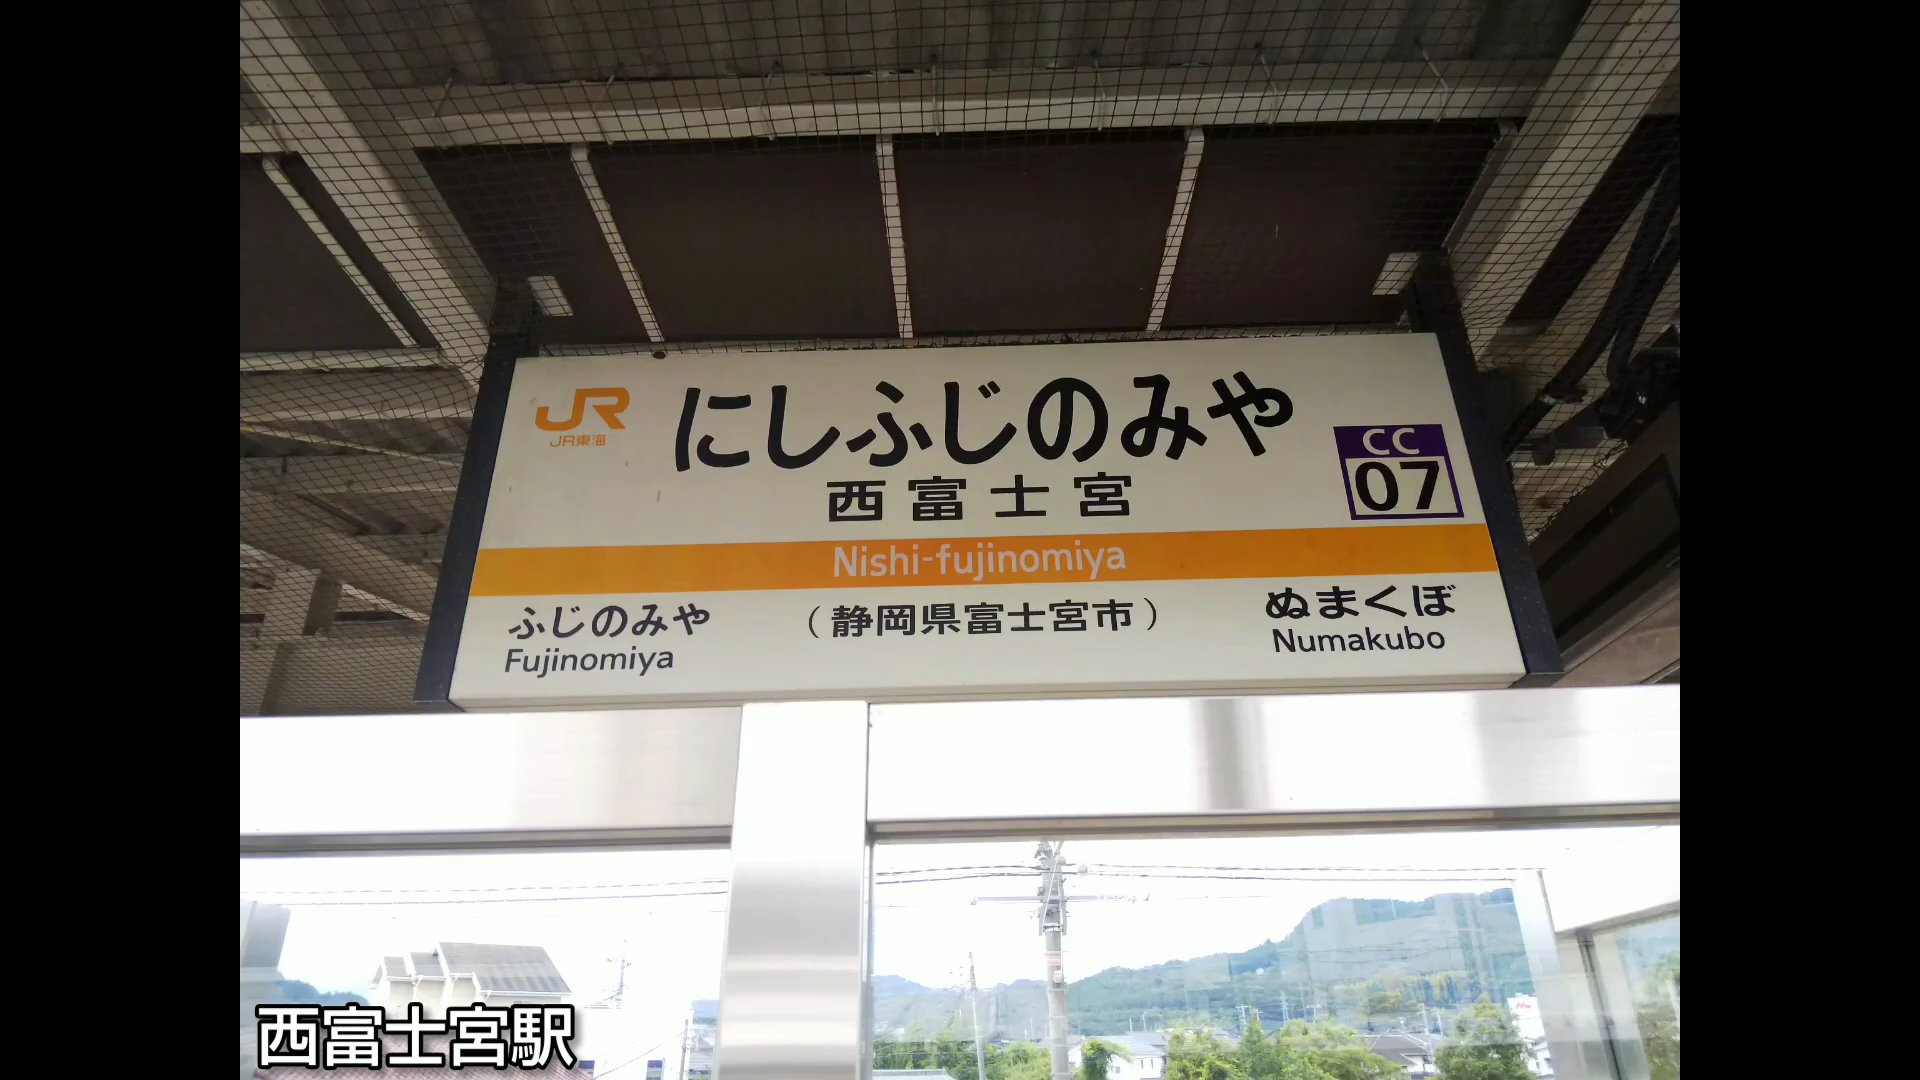 JR
JR東海
にしふじのみや
西富士宮
CC
07
Nishi-fujinomiya
ふじのみや
Fujinomiya
（静岡県富士宮市）
ぬまくぼ
Numakubo
西富士宮駅